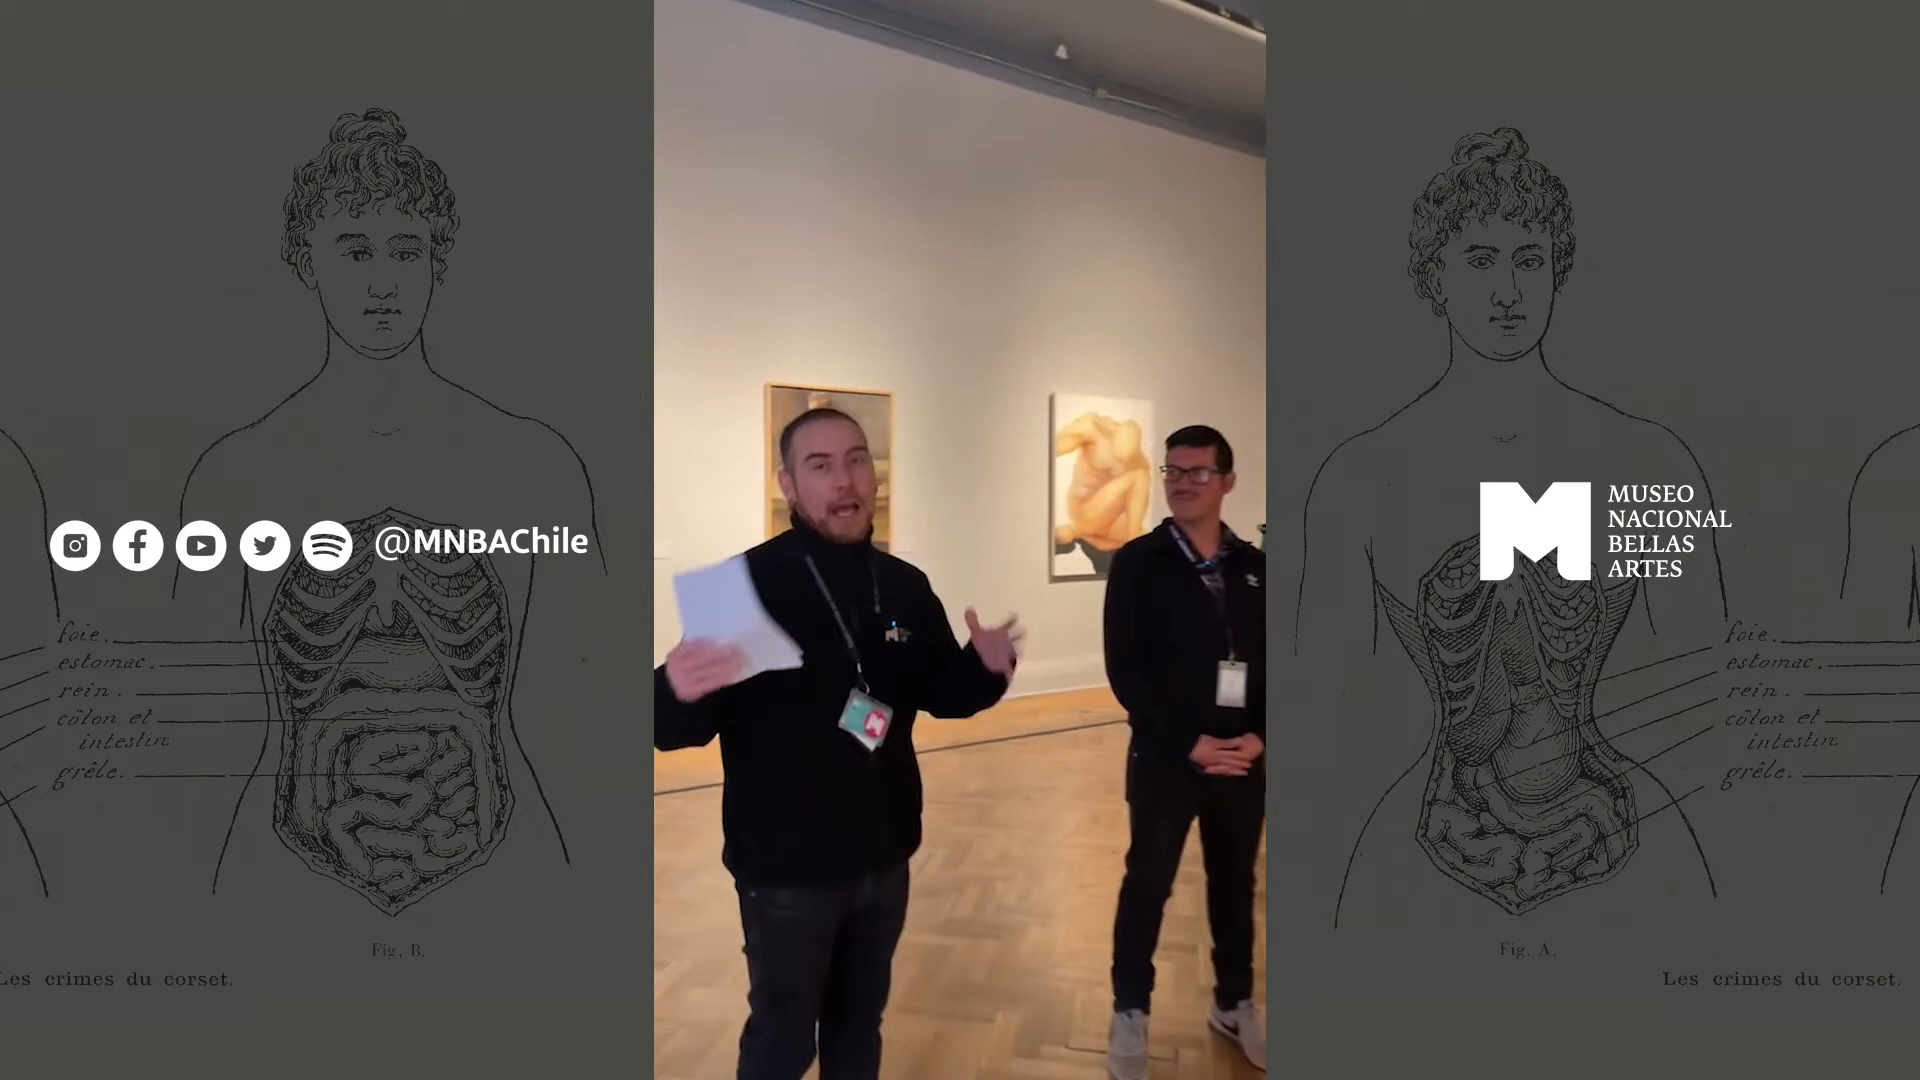 @MNBAChile
foie.
estomac.
rein.
côlon et
intestin
grêle.
Fig. B.
Les crimes du corset.
MUSEO
NACIONAL
BELLAS
ARTES
foie.
estomac.
rein.
côlon et
intestin
grêle.
Fig. A.
Les crimes du corset.